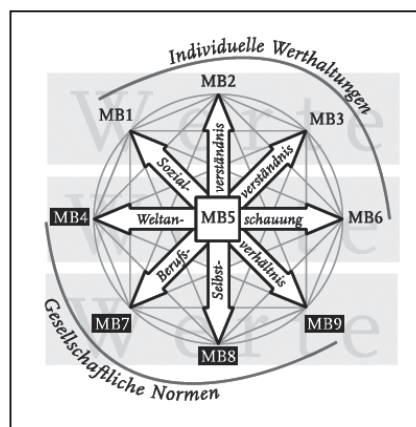 Individuelle Werthaltungen
MB2
MB1
MB3
Werte
Sozial-
verständnis
verständnis
MB4
Weltan-
MB5
schauung
MB6
Werte
Berufs-
Selbst-
verhältnis
MB7
MB9
MB8
Werte
Gesellschaftliche Normen